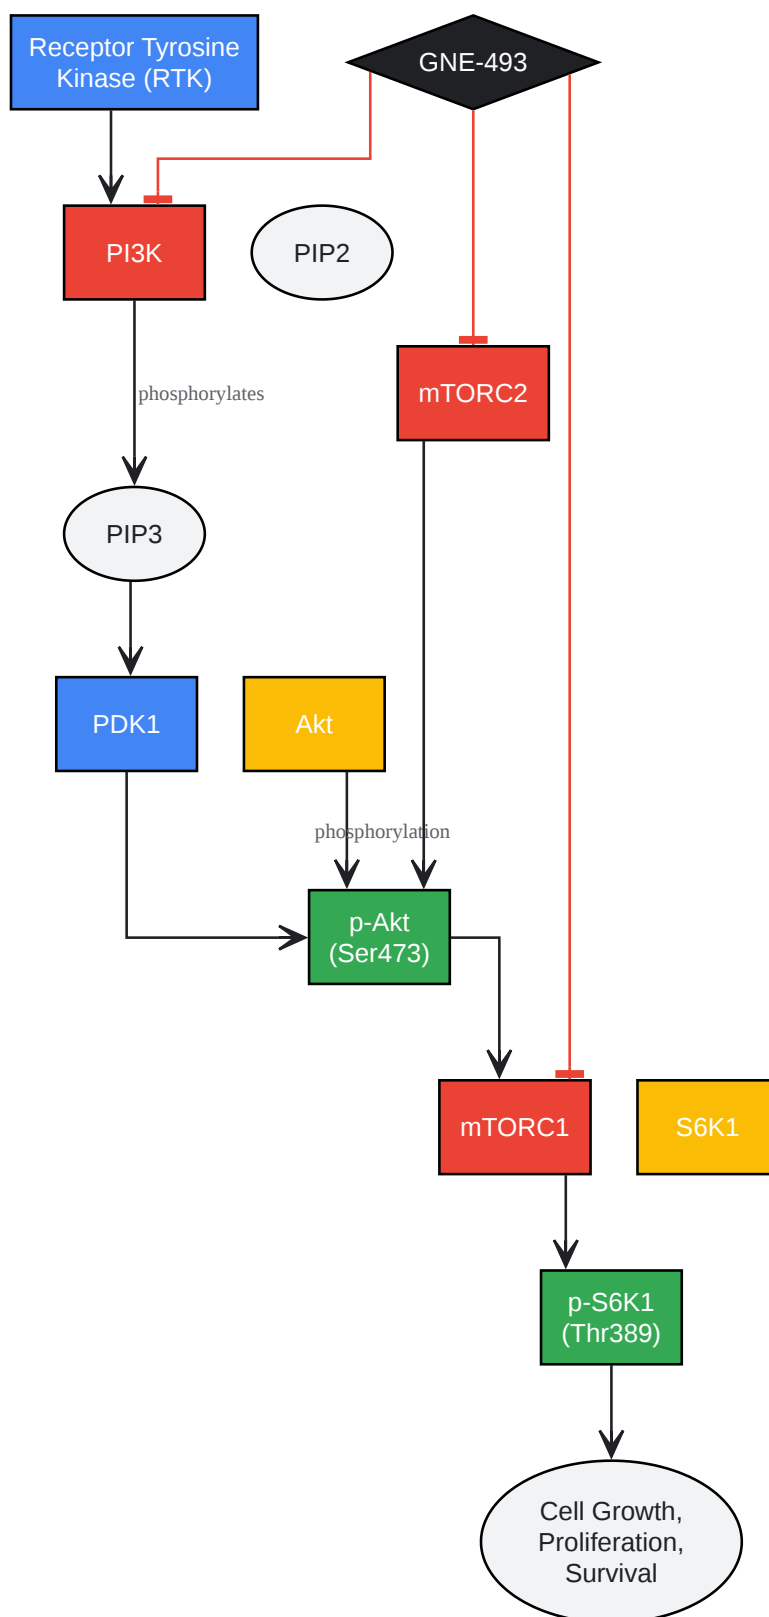 Receptor Tyrosine
Kinase (RTK)
GNE-493
PI3K
PIP2
mTORC2
phosphorylates
PIP3
PDK1
Akt
phosphorylation
p-Akt
(Ser473)
mTORC1
S6K1
p-S6K1
(Thr389)
Cell Growth,
Proliferation,
Survival